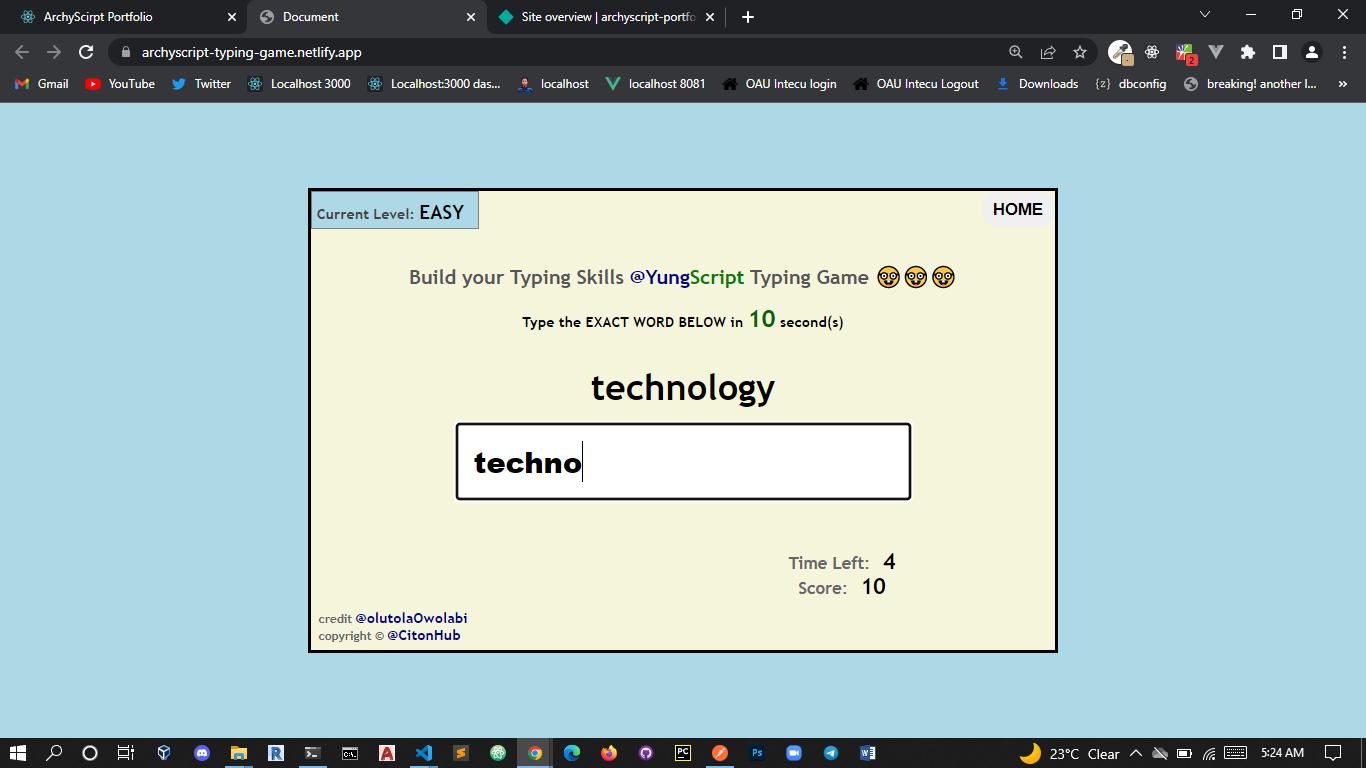 ArchyScirpt Portfolio
Document
Site overview | archyscript-portfo
archyscript-typing-game.netlify.app
2
Gmail
YouTube
Twitter
Localhost 3000
Localhost:3000 das...
localhost
localhost 8081
OAU Intecu login
OAU Intecu Logout
Downloads
{z} dbconfig
breaking! another l...
»
Current Level: EASY
HOME
Build your Typing Skills @YungScript Typing Game
Type the EXACT WORD BELOW in 10 second(s)
technology
techno
Time Left: 4
Score: 10
credit @olutolaOwolabi
copyright © @CitonHub
23°C Clear
5:24 AM